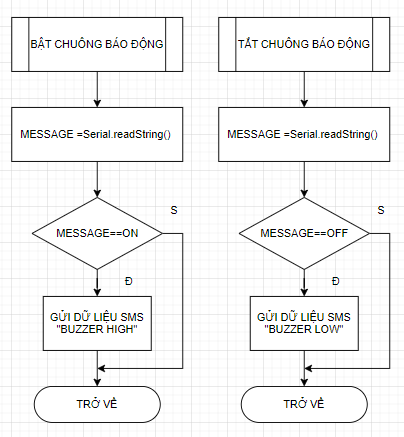 BẬT CHUÔNG BÁO ĐỘNG
MESSAGE =Serial.readString()
MESSAGE==ON
S
Đ
GỬI DỮ LIỆU SMS
"BUZZER HIGH"
TRỞ VỀ
TẮT CHUÔNG BÁO ĐỘNG
MESSAGE =Serial.readString()
MESSAGE==OFF
S
Đ
GỬI DỮ LIỆU SMS
"BUZZER LOW"
TRỞ VỀ